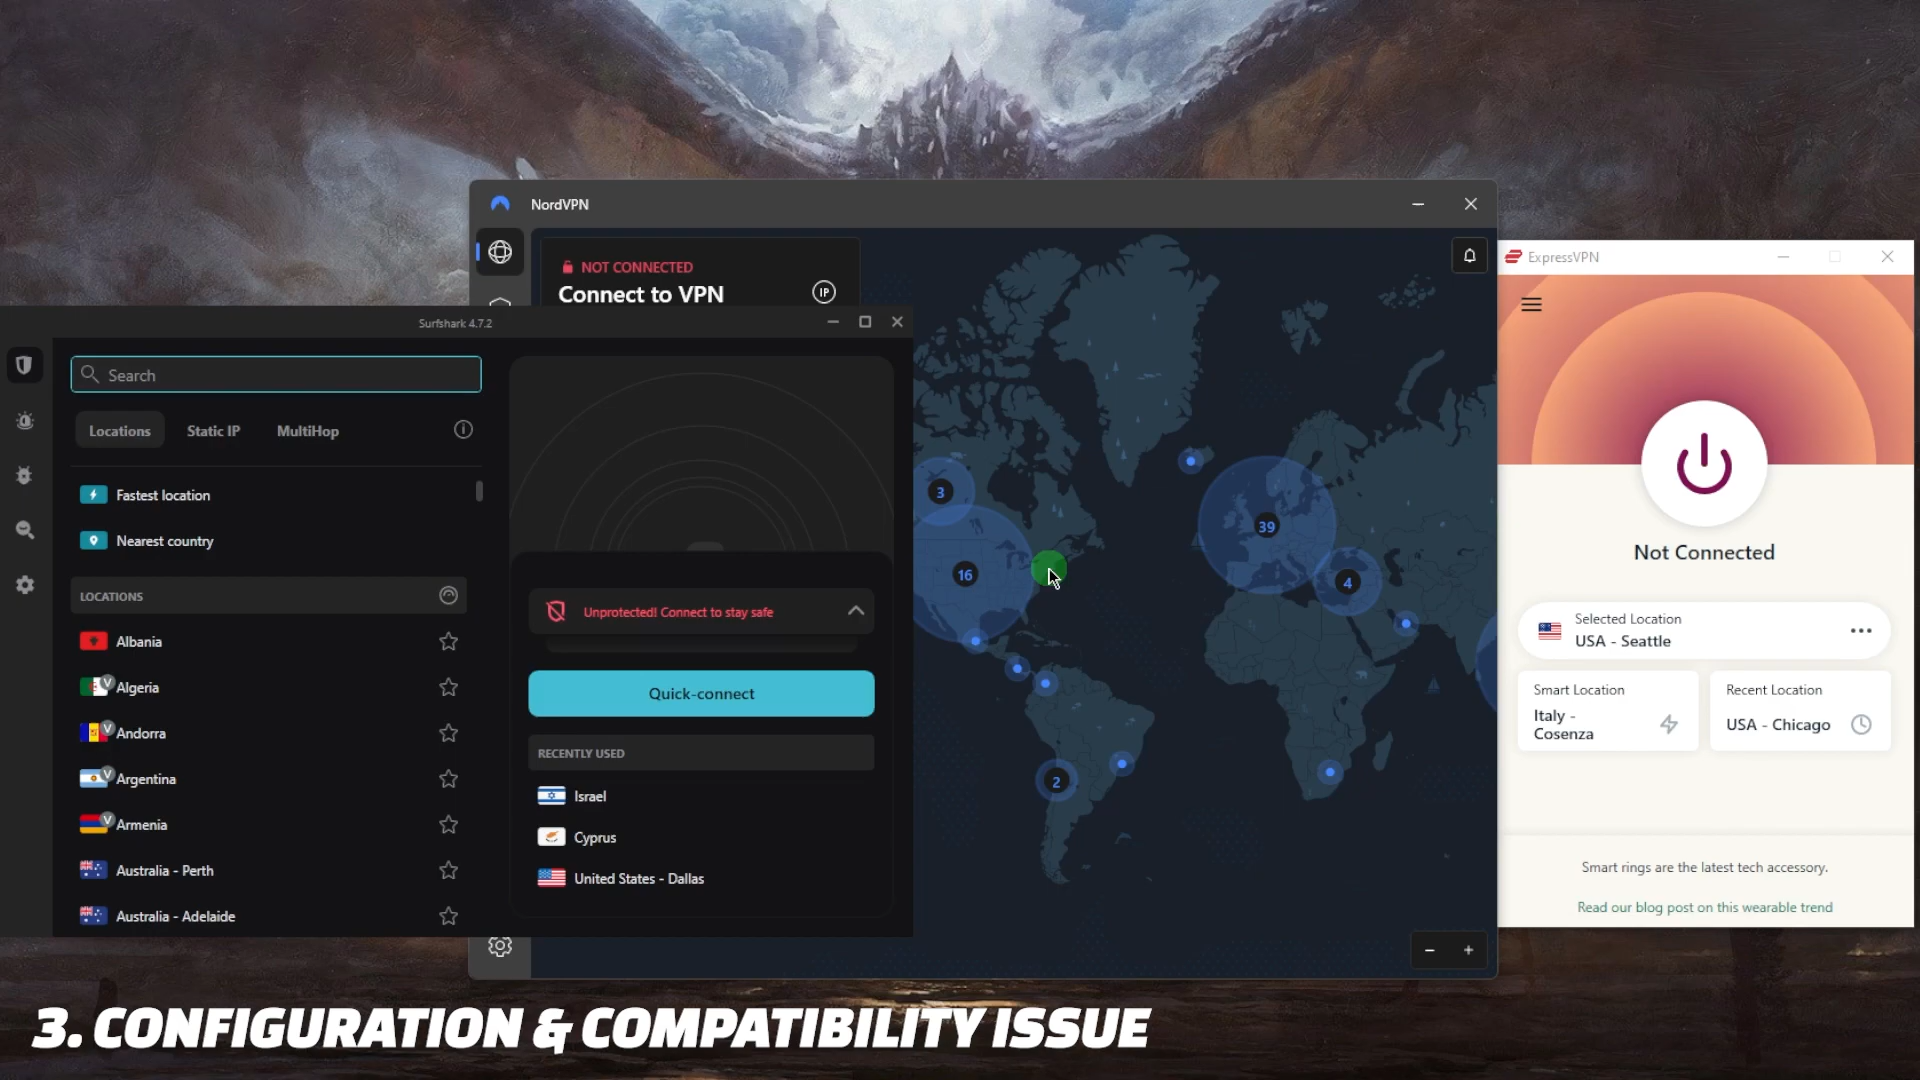 NordVPN
NOT CONNECTED
Connect to VPN
IP
Surfshark 4.7.2
Search
Locations
Static IP
MultiHop
Fastest location
Nearest country
LOCATIONS
Albania
V
Algeria
V
Andorra
V
Argentina
V
Armenia
Australia - Perth
Australia - Adelaide
Unprotected! Connect to stay safe
Quick-connect
RECENTLY USED
Israel
Cyprus
United States - Dallas
3
16
39
4
2
ExpressVPN
Not Connected
Selected Location
USA - Seattle
Smart Location
Italy -
Cosenza
Recent Location
USA - Chicago
Smart rings are the latest tech accessory.
Read our blog post on this wearable trend
3. CONFIGURATION & COMPATIBILITY ISSUE